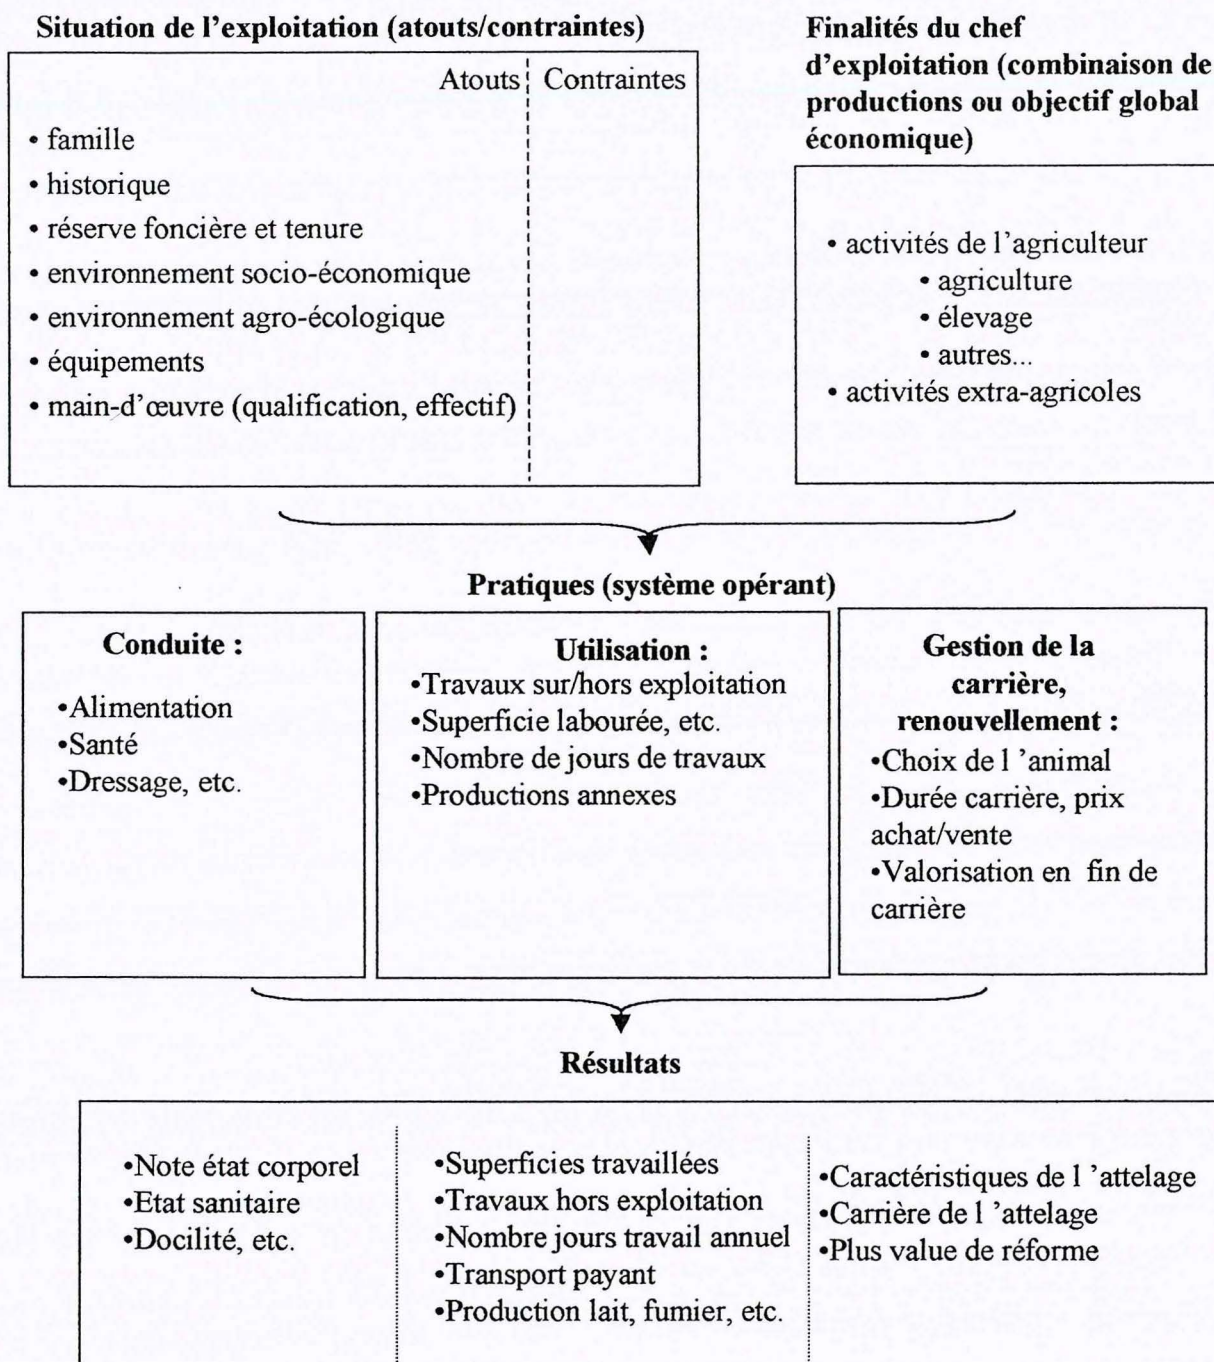 Situation de l'exploitation (atouts/contraintes)
Atouts Contraintes
• famille
• historique
• réserve foncière et tenure
• environnement socio-économique
• environnement agro-écologique
• équipements
• main-d'œuvre (qualification, effectif)
Finalités du chef
d'exploitation (combinaison de
productions ou objectif global
économique)
• activités de l'agriculteur
• agriculture
• élevage
• autres...
• activités extra-agricoles
Pratiques (système opérant)
Conduite :
•Alimentation
•Santé
•Dressage, etc.
Utilisation :
•Travaux sur/hors exploitation
•Superficie labourée, etc.
•Nombre de jours de travaux
•Productions annexes
Gestion de la
carrière,
renouvellement :
•Choix de l 'animal
•Durée carrière, prix
achat/vente
•Valorisation en fin de
carrière
Résultats
•Note état corporel
•Etat sanitaire
•Docilité, etc.
•Superficies travaillées
•Travaux hors exploitation
•Nombre jours travail annuel
•Transport payant
•Production lait, fumier, etc.
•Caractéristiques de l 'attelage
•Carrière de l 'attelage
•Plus value de réforme